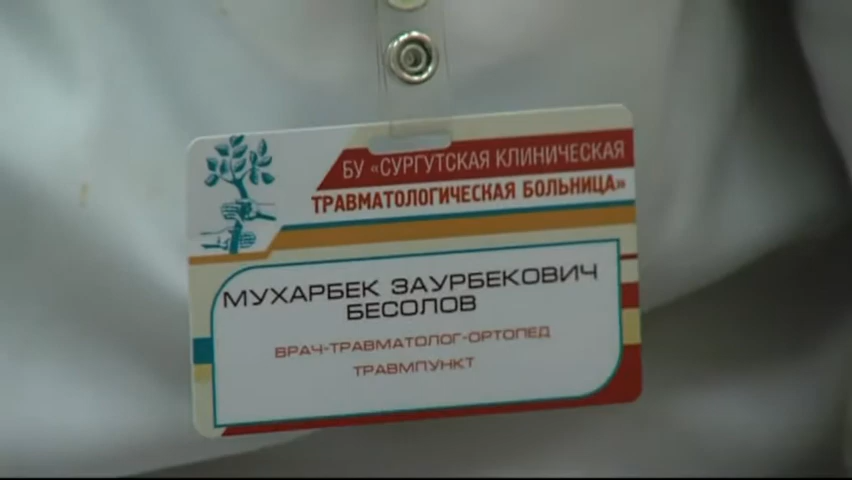 БУ «СУРГУТСКАЯ КЛИНИЧЕСКАЯ
ТРАВМАТОЛОГИЧЕСКАЯ БОЛЬНИЦА»
МУХАРБЕК ЗАУРБЕКОВИЧ
БЕСОЛОВ
ВРАЧ-ТРАВМАТОЛОГ-ОРТОПЕД
ТРАВМПУНКТ